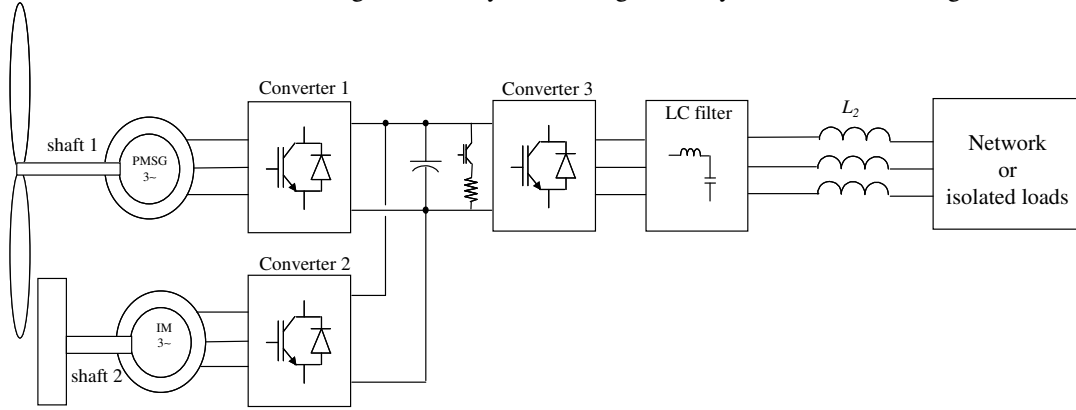 Converter 1
Converter 3
LC filter
L2
shaft 1
PMSG
3~
Network
or
isolated loads
Converter 2
IM
3~
shaft 2